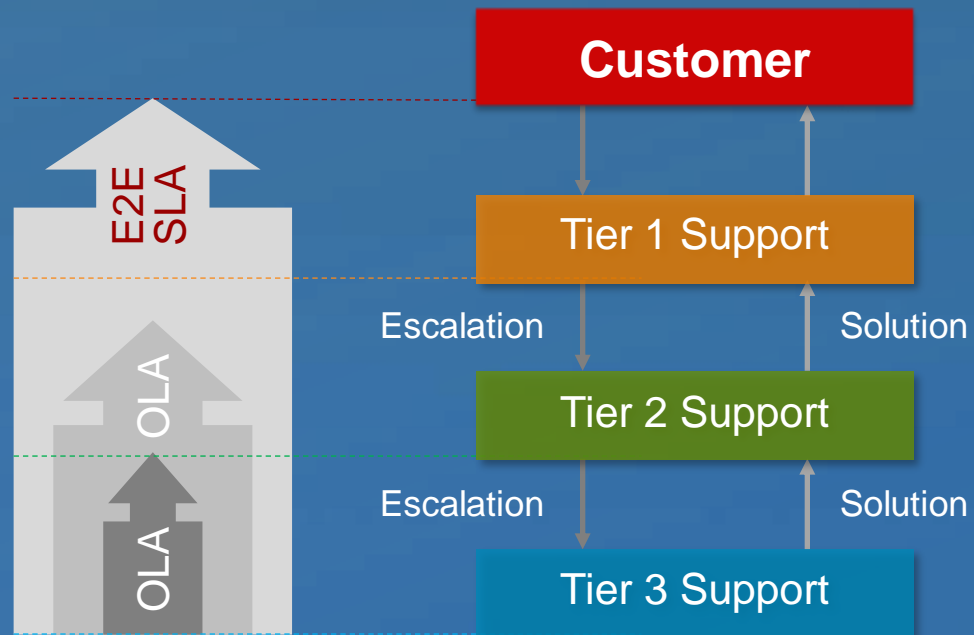 Customer
E2E
SLA
Tier 1 Support
Escalation
Solution
OLA
Tier 2 Support
Escalation
Solution
OLA
Tier 3 Support